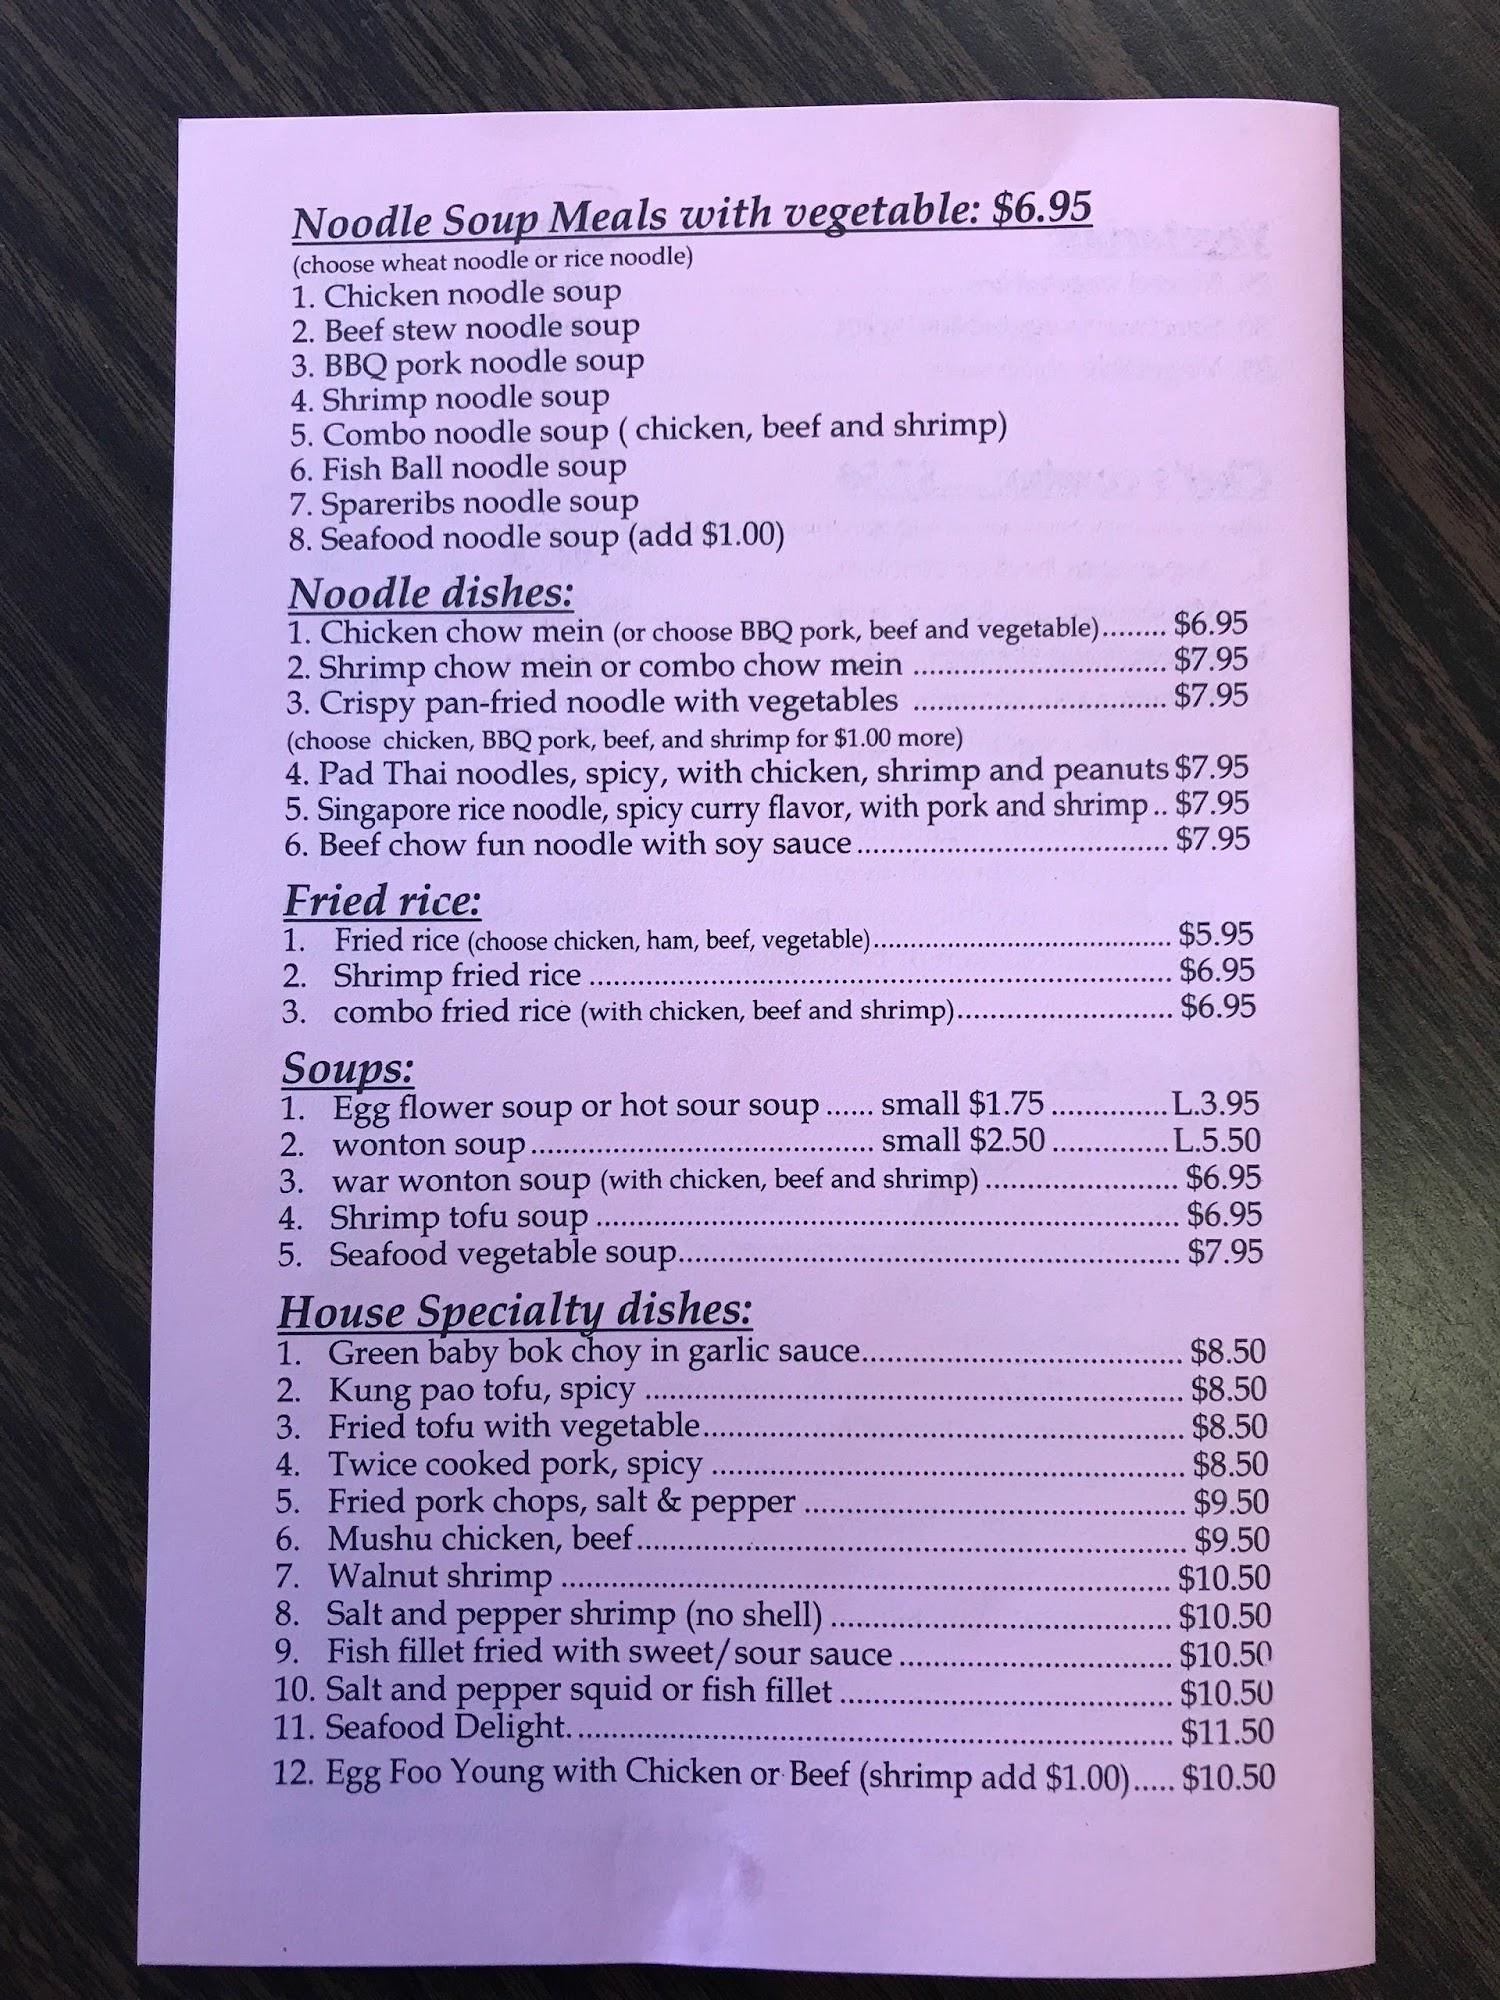 Noodle Soup Meals with vegetable: $6.95
(choose wheat noodle or rice noodle)
1. Chicken noodle soup
2. Beef stew noodle soup
3. BBQ pork noodle soup
4. Shrimp noodle soup
5. Combo noodle soup ( chicken, beef and shrimp)
6. Fish Ball noodle soup
7. Spareribs noodle soup
8. Seafood noodle soup (add $1.00)
Noodle dishes:
1. Chicken chow mein (or choose BBQ pork, beef and vegetable)........ $6.95
2. Shrimp chow mein or combo chow mein .............................. $7.95
3. Crispy pan-fried noodle with vegetables .............................. $7.95
(choose chicken, BBQ pork, beef, and shrimp for $1.00 more)
4. Pad Thai noodles, spicy, with chicken, shrimp and peanuts $7.95
5. Singapore rice noodle, spicy curry flavor, with pork and shrimp .. $7.95
6. Beef chow fun noodle with soy sauce ..................................... $7.95
Fried rice:
1. Fried rice (choose chicken, ham, beef, vegetable)................................... $5.95
2. Shrimp fried rice ..................................................................... $6.95
3. combo fried rice (with chicken, beef and shrimp).......................... $6.95
Soups:
1. Egg flower soup or hot sour soup ...... small $1.75 .............. L.3.95
2. wonton soup ......................................... small $2.50 .............. L.5.50
3. war wonton soup (with chicken, beef and shrimp) ....................... $6.95
4. Shrimp tofu soup ..................................................................... $6.95
5. Seafood vegetable soup............................................................ $7.95
House Specialty dishes:
1. Green baby bok choy in garlic sauce...................................... $8.50
2. Kung pao tofu, spicy ................................................................ $8.50
3. Fried tofu with vegetable......................................................... $8.50
4. Twice cooked pork, spicy ........................................................ $8.50
5. Fried pork chops, salt & pepper ............................................. $9.50
6. Mushu chicken, beef................................................................. $9.50
7. Walnut shrimp ........................................................................ $10.50
8. Salt and pepper shrimp (no shell) ........................................ $10.50
9. Fish fillet fried with sweet/sour sauce ................................ $10.50
10. Salt and pepper squid or fish fillet ....................................... $10.50
11. Seafood Delight. ...................................................................... $11.50
12. Egg Foo Young with Chicken or Beef (shrimp add $1.00)..... $10.50